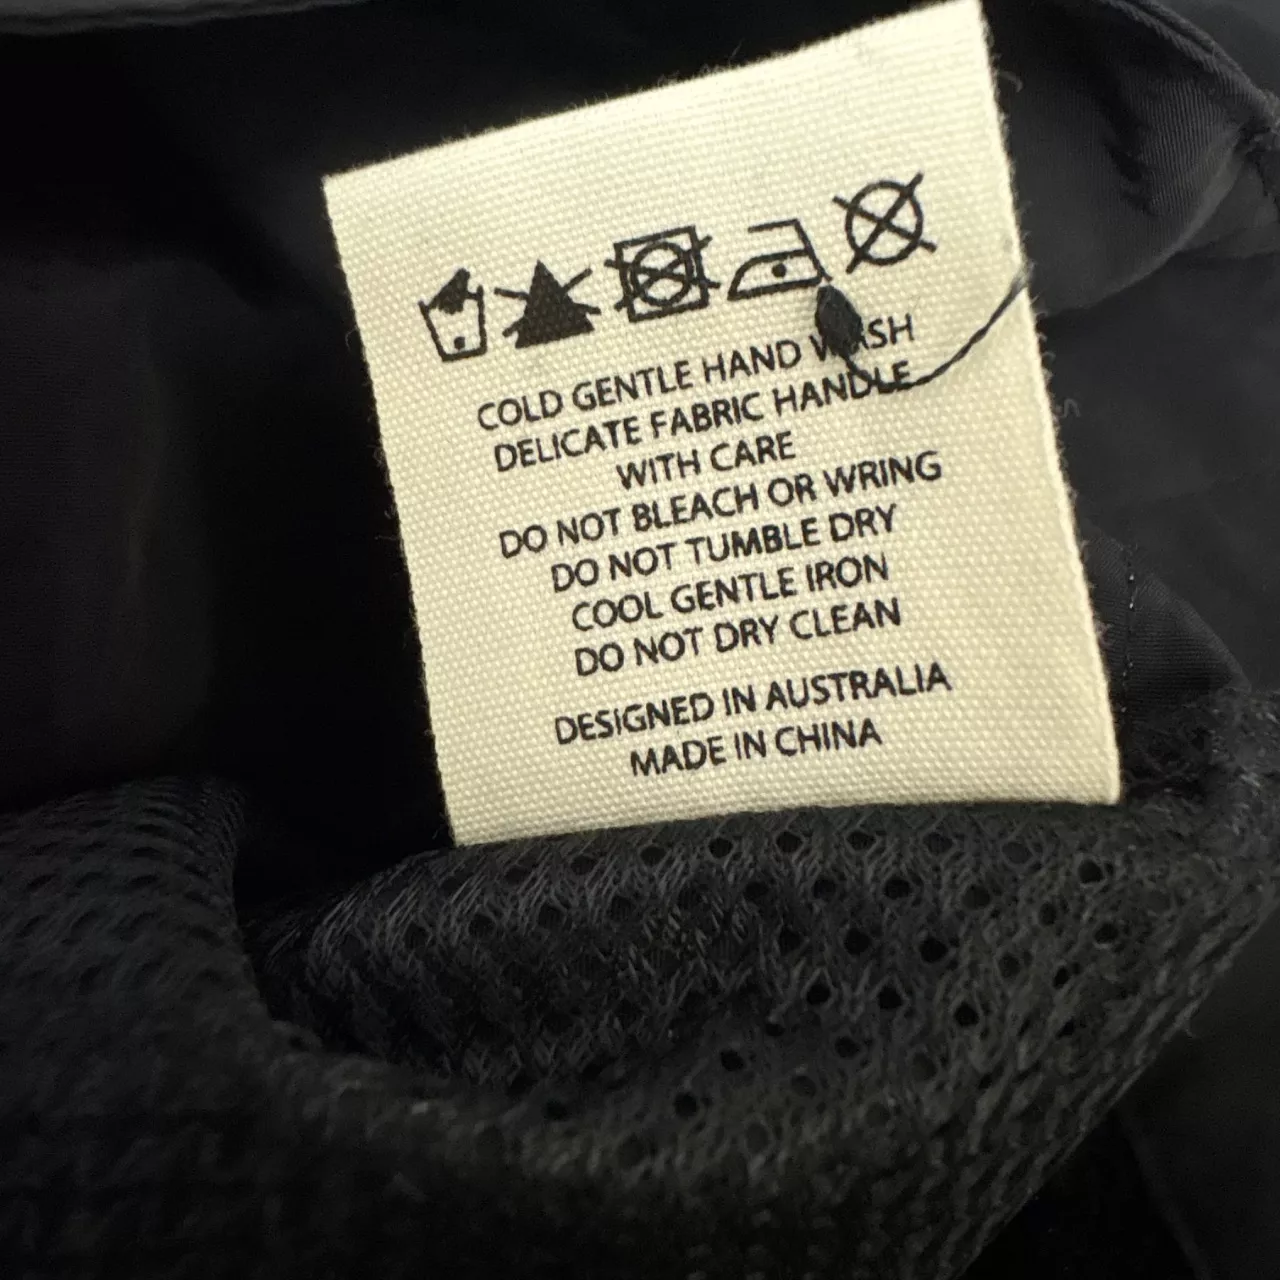 COLD GENTLE HAND WASH
DELICATE FABRIC HANDLE
WITH CARE
DO NOT BLEACH OR WRING
DO NOT TUMBLE DRY
COOL GENTLE IRON
DO NOT DRY CLEAN
DESIGNED IN AUSTRALIA
MADE IN CHINA